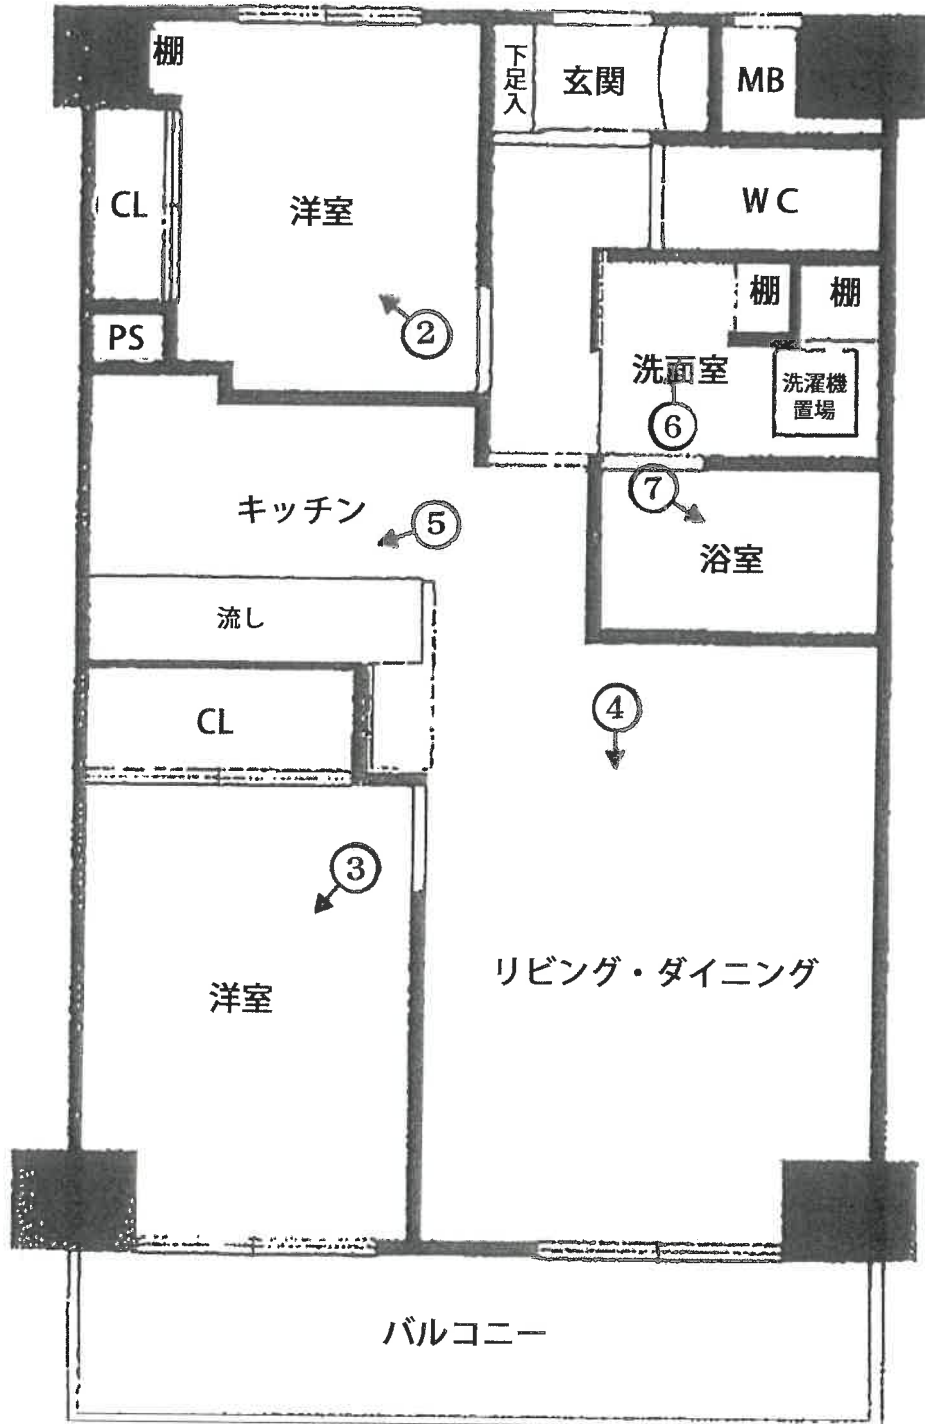 棚
下足入
玄関
MB
CL
洋室
WC
②
PS
棚
棚
洗面室
洗濯機
置場
⑥
キッチン
⑤
⑦
浴室
流し
CL
④
③
洋室
リビング・ダイニング
バルコニー